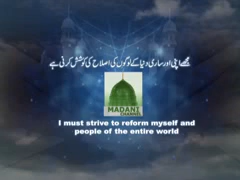 مجھے اپنی اور ساری دنیا کے لوگوں کی اصلاح کی کوشش کرنی ہے
MADANI
CHANNEL
I must strive to reform myself and
people of the entire world